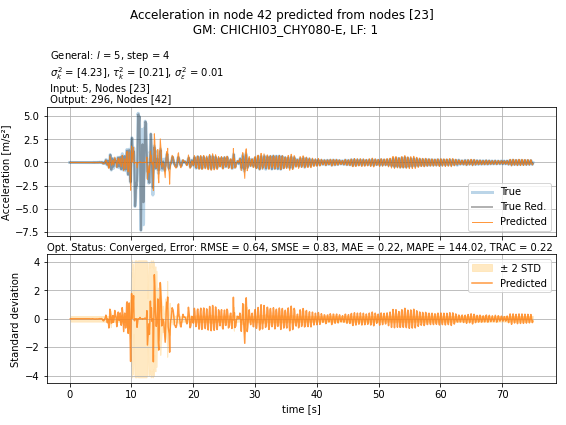 Acceleration in node 42 predicted from nodes [23]
GM: CHICHI03_CHY080-E, LF: 1
General: l = 5, step = 4
σ²ₖ = [4.23], τ²ₖ = [0.21], σ²ε = 0.01
Input: 5, Nodes [23]
Output: 296, Nodes [42]
Acceleration [m/s²]
5.0
2.5
0.0
−2.5
−5.0
−7.5
True
True Red.
Predicted
Opt. Status: Converged, Error: RMSE = 0.64, SMSE = 0.83, MAE = 0.22, MAPE = 144.02, TRAC = 0.22
Standard deviation
4
2
0
−2
−4
± 2 STD
Predicted
0 10 20 30 40 50 60 70
time [s]